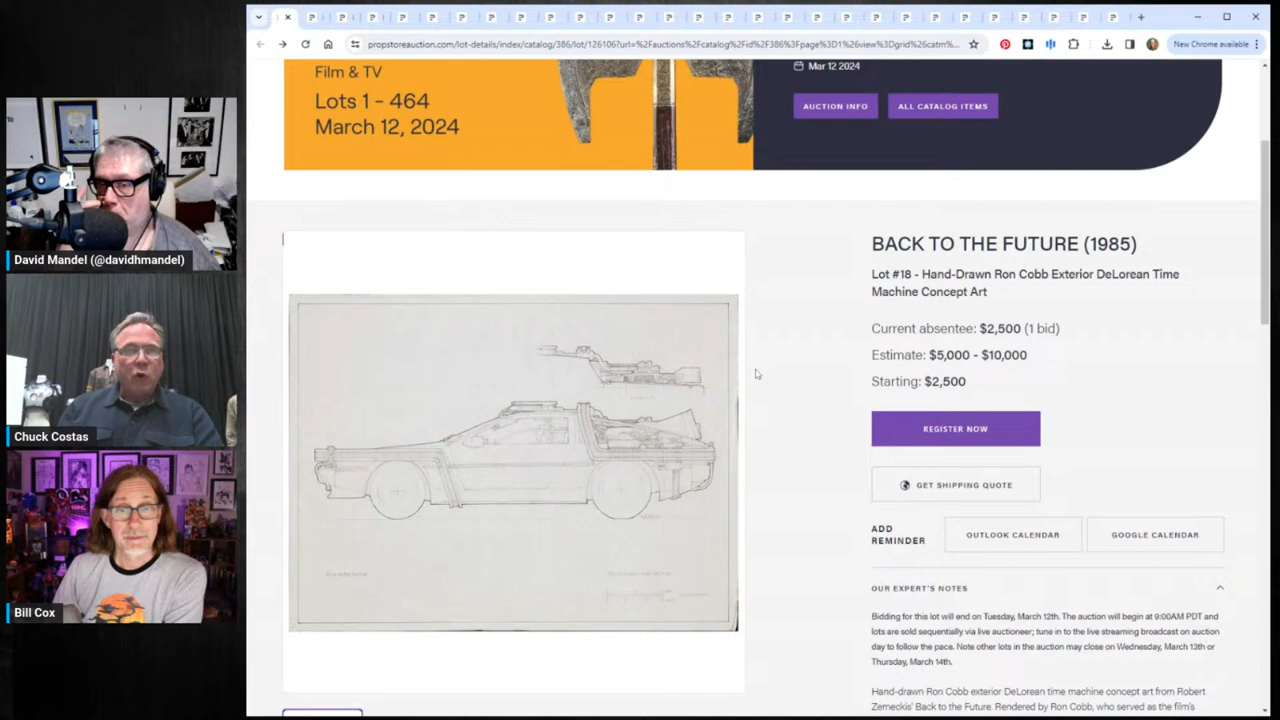 propstoreauction.com/lot-details/index/catalog/386/lot/126106?url=%2Fauctions%2Fcatalog%2Fid%2F386%3Fpage%3D1%26view%3Dgrid catm%...
New Chrome available
Film & TV
Lots 1 - 464
March 12, 2024
Mar 12 2024
AUCTION INFO
ALL CATALOG ITEMS
David Mandel (@davidhmandel)
Chuck Costas
Bill Cox
BACK TO THE FUTURE (1985)
Lot #18 - Hand-Drawn Ron Cobb Exterior DeLorean Time
Machine Concept Art
Current absentee: $2,500 (1 bid)
Estimate: $5,000 - $10,000
Starting: $2,500
REGISTER NOW
GET SHIPPING QUOTE
ADD
REMINDER
OUTLOOK CALENDAR
GOOGLE CALENDAR
OUR EXPERT'S NOTES
Bidding for this lot will end on Tuesday, March 12th. The auction will begin at 9:00AM PDT and
lots are sold sequentially via live auctioneer; tune in to the live streaming broadcast on auction
day to follow the pace. Note other lots in the auction may close on Wednesday, March 13th or
Thursday, March 14th.
Hand-drawn Ron Cobb exterior DeLorean time machine concept art from Robert
Zemeckis' Back to the Future. Rendered by Ron Cobb, who served as the film's